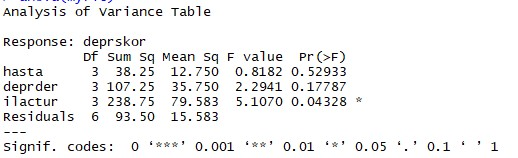 Analysis of Variance Table
Response: deprskor
Df Sum Sq Mean Sq F value Pr(>F)
hasta 3 38.25 12.750 0.8182 0.52933
deprder 3 107.25 35.750 2.2941 0.17787
ilactur 3 238.75 79.583 5.1070 0.04328 *
Residuals 6 93.50 15.583
---
Signif. codes: 0 ‘***’ 0.001 ‘**’ 0.01 ‘*’ 0.05 ‘.’ 0.1 ‘ ’ 1